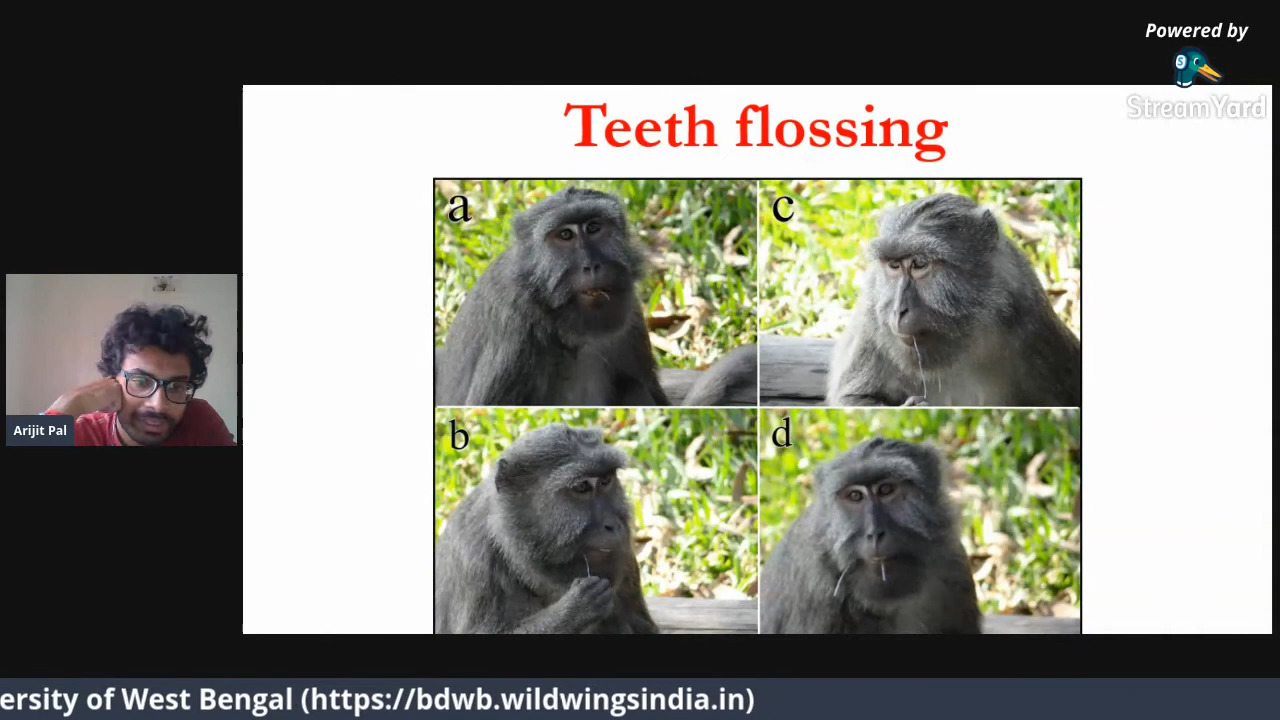 Powered by
StreamYard
Teeth flossing
a
c
b
d
Arijit Pal
ersity of West Bengal (https://bdwb.wildwingsindia.in)